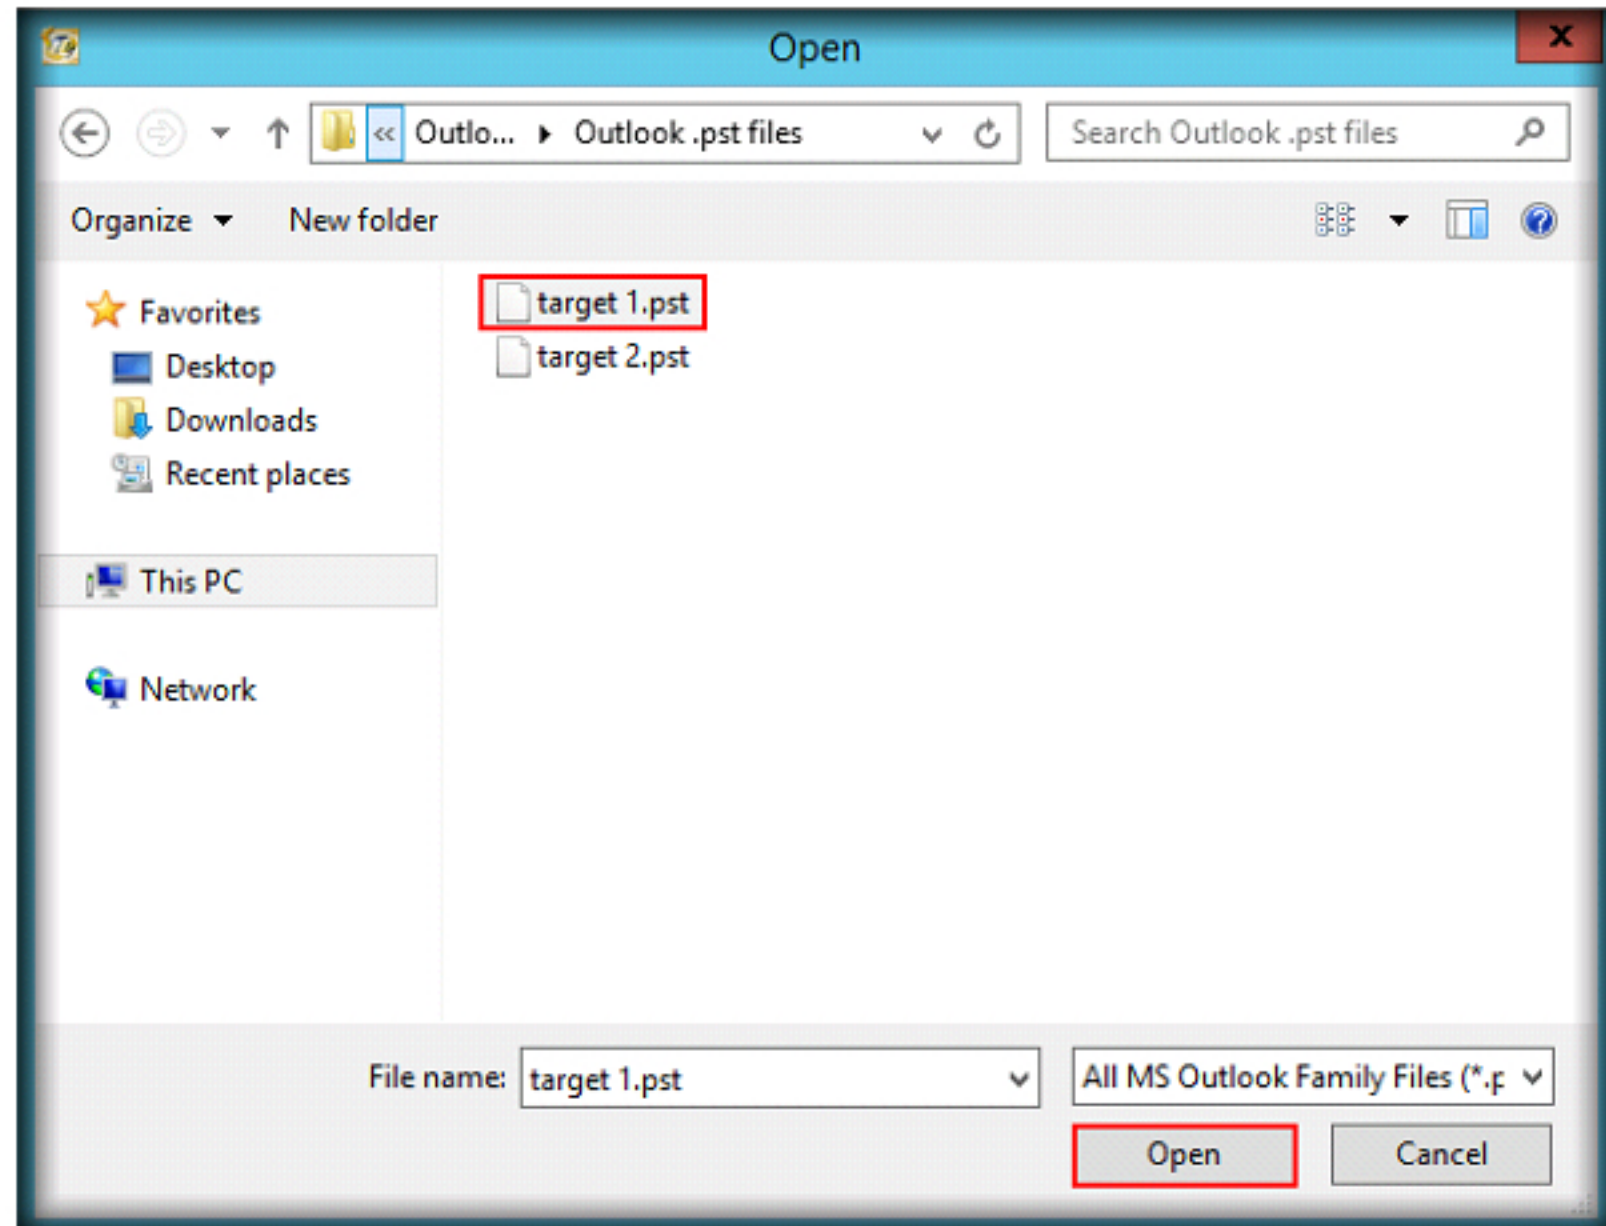 Open
Outlo... Outlook .pst files
Search Outlook .pst files
Organize
New folder
Favorites
Desktop
Downloads
Recent places
This PC
Network
target 1.pst
target 2.pst
File name: target 1.pst
All MS Outlook Family Files (*.p
Open
Cancel